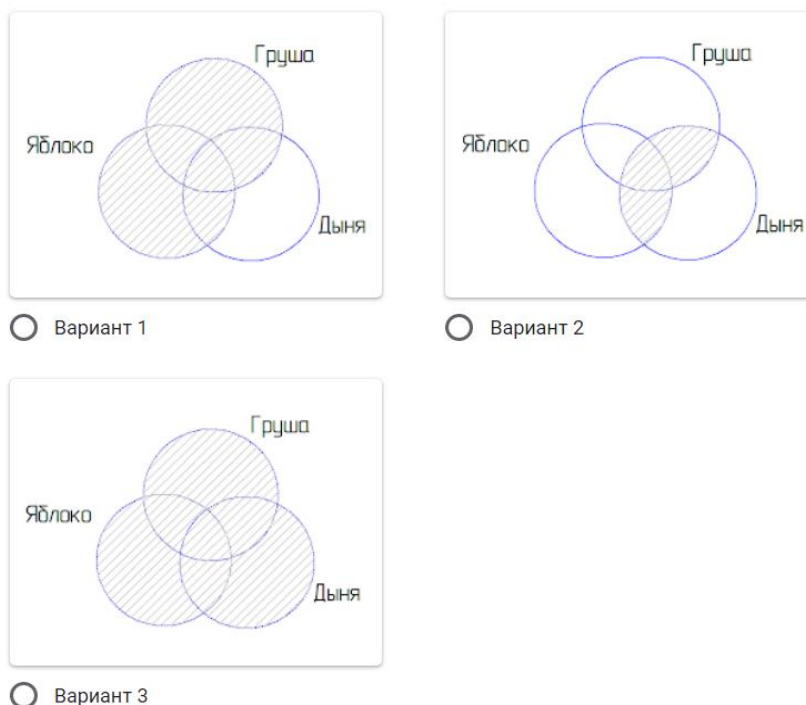 Груша
Яблоко
Дыня
Вариант 1
Груша
Яблоко
Дыня
Вариант 2
Груша
Яблоко
Дыня
Вариант 3